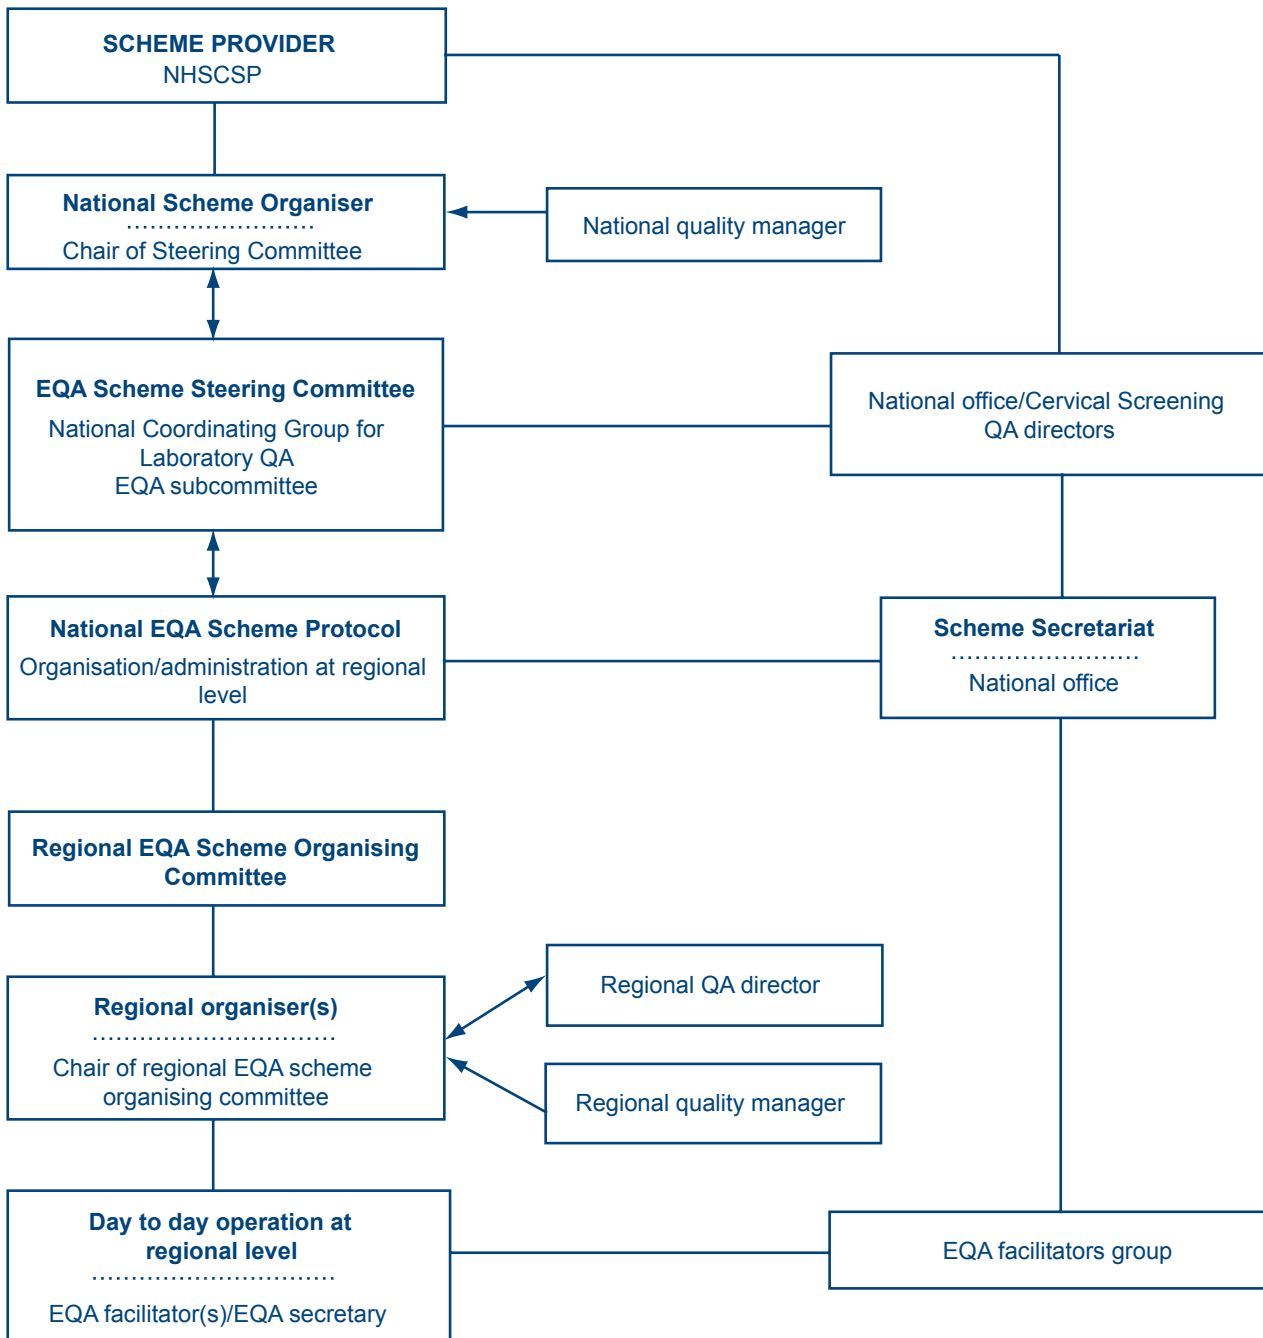 SCHEME PROVIDER
NHSCSP
National Scheme Organiser
Chair of Steering Committee
National quality manager
EQA Scheme Steering Committee
National Coordinating Group for
Laboratory QA
EQA subcommittee
National office/Cervical Screening
QA directors
National EQA Scheme Protocol
Organisation/administration at regional
level
Scheme Secretariat
National office
Regional EQA Scheme Organising
Committee
Regional organiser(s)
Chair of regional EQA scheme
organising committee
Regional QA director
Regional quality manager
Day to day operation at
regional level
EQA facilitator(s)/EQA secretary
EQA facilitators group